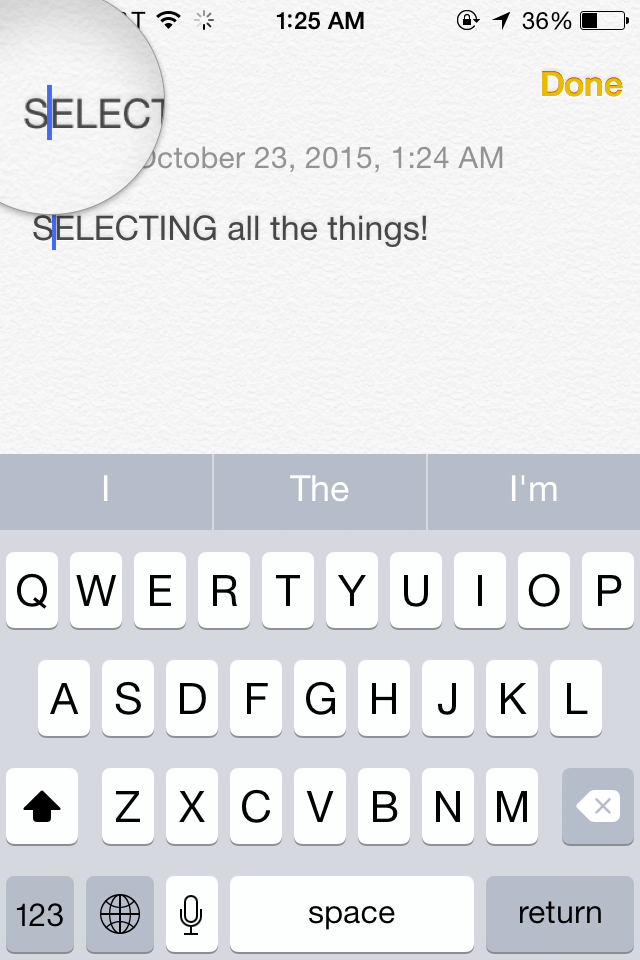 T 1:25 AM 36%
Done
SELECT
October 23, 2015, 1:24 AM
SELECTING all the things!
I The I'm
Q W E R T Y U I O P
A S D F G H J K L
Z X C V B N M
123 space return